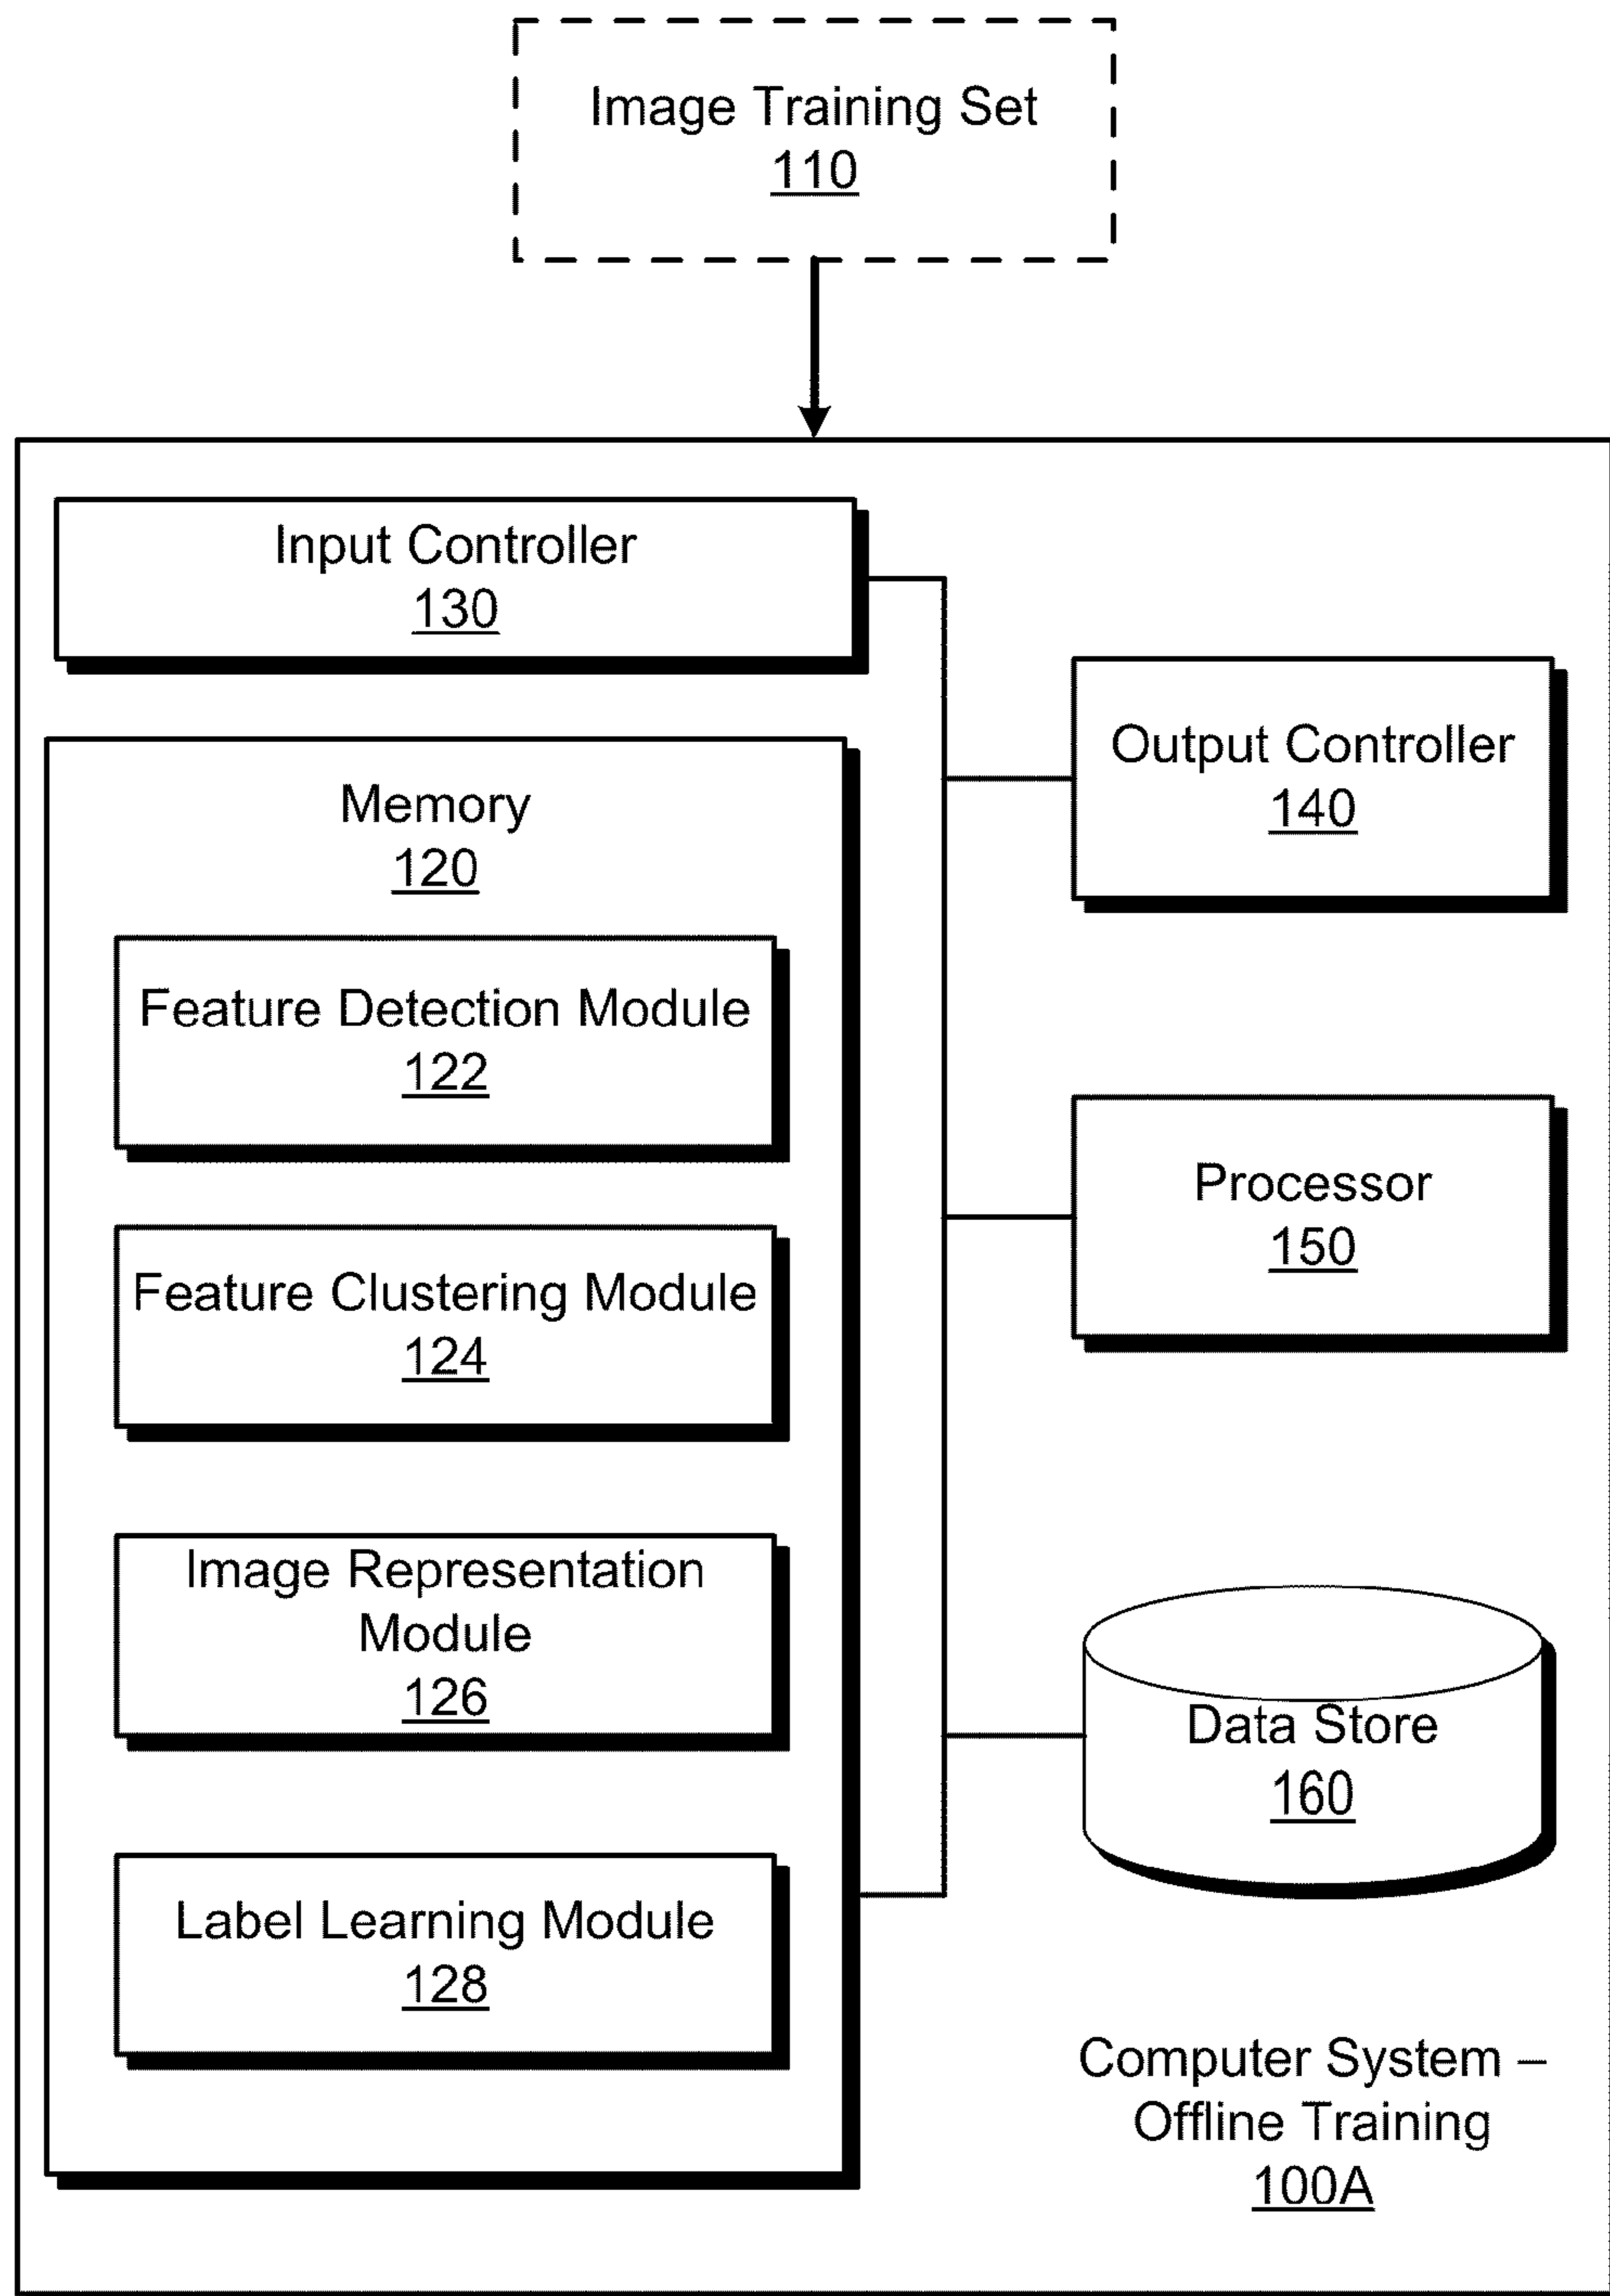 Image Training Set
110
Input Controller
130
Memory
120
Feature Detection Module
122
Feature Clustering Module
124
Image Representation
Module
126
Label Learning Module
128
Output Controller
140
Processor
150
Data Store
160
Computer System –
Offline Training
100A